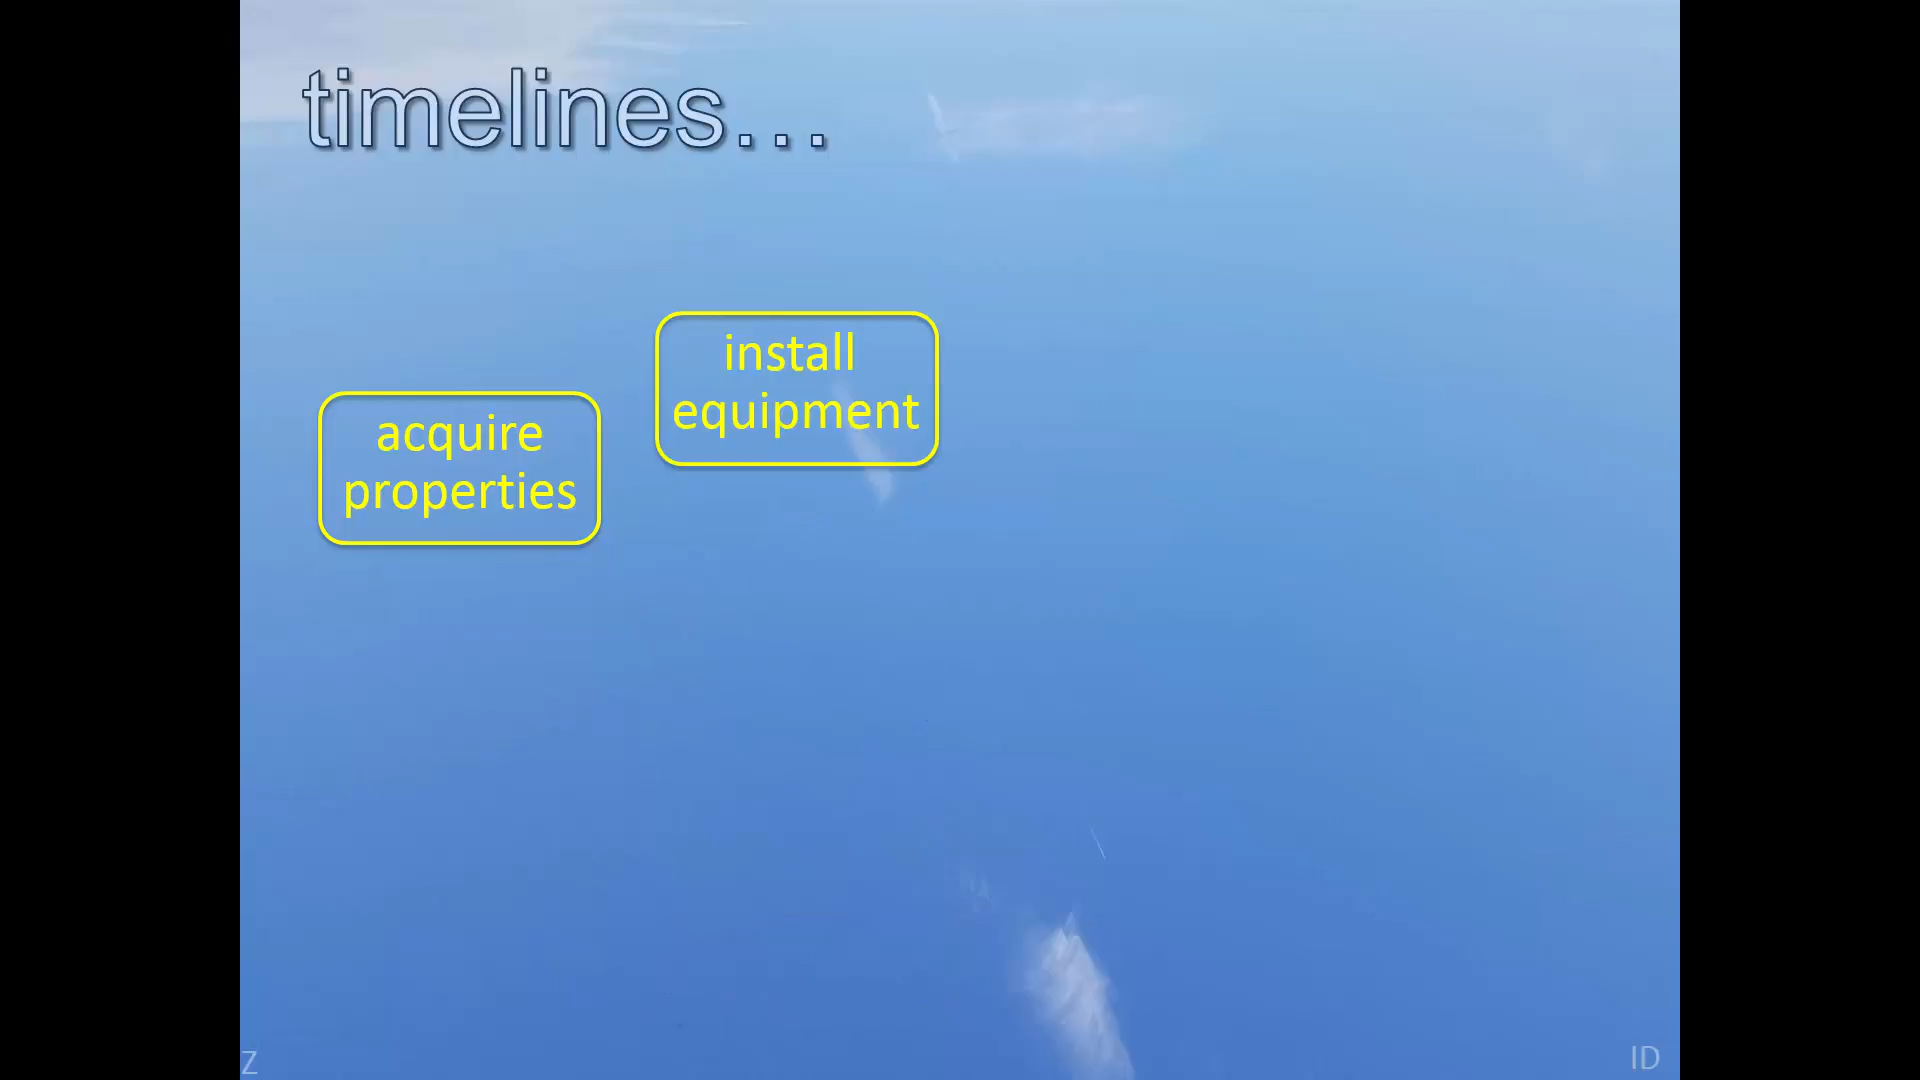 timelines...
acquire
properties
install
equipment
Z
ID